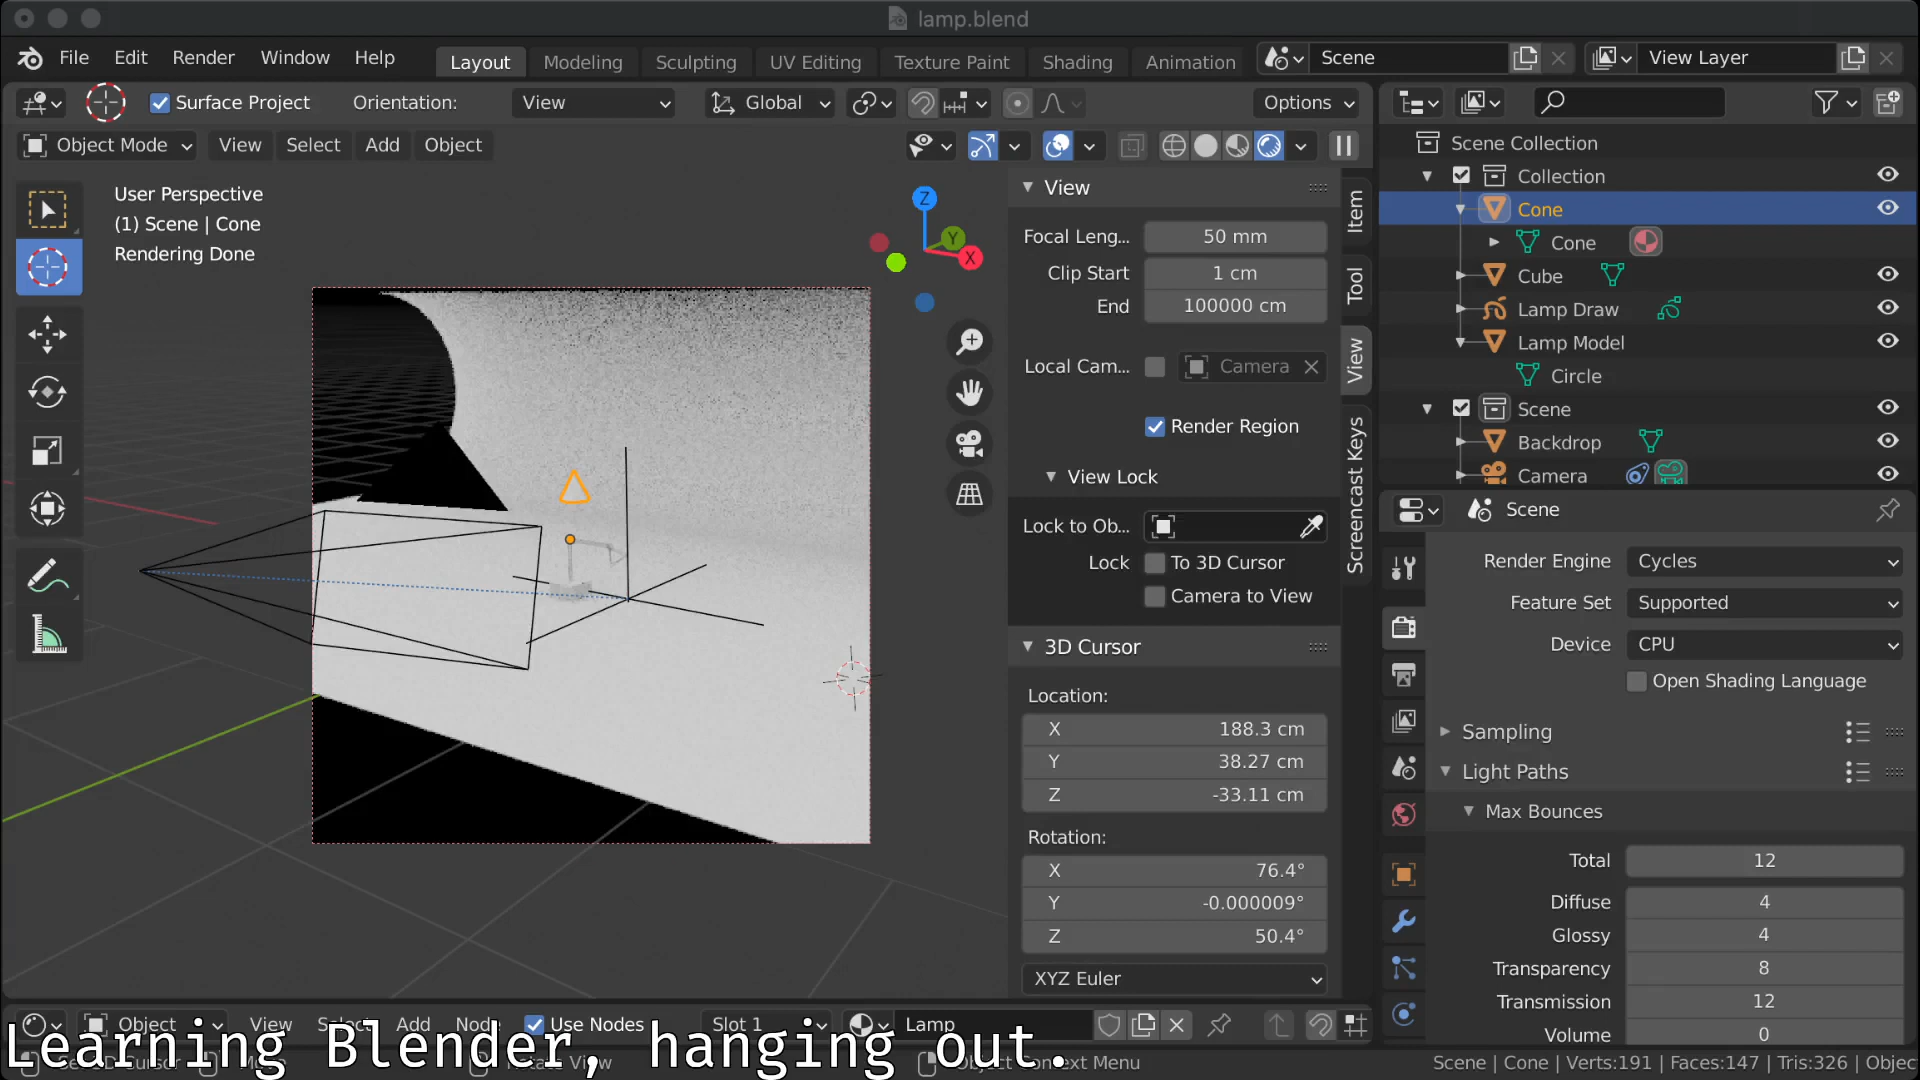 lamp.blend
File Edit Render Window Help
Layout Modeling Sculpting UV Editing Texture Paint Shading Animation
Scene
View Layer
Surface Project Orientation: View Global Options
Object Mode View Select Add Object
User Perspective
(1) Scene | Cone
Rendering Done
Z
Y
X
View
Focal Leng... 50 mm
Clip Start 1 cm
End 100000 cm
Local Cam... Camera
Render Region
View Lock
Lock to Ob...
Lock To 3D Cursor
Camera to View
3D Cursor
Location:
X 188.3 cm
Y 38.27 cm
Z -33.11 cm
Rotation:
X 76.4°
Y -0.000009°
Z 50.4°
XYZ Euler
Item
Tool
View
Screencast Keys
Scene Collection
Collection
Cone
Cone
Cube
Lamp Draw
Lamp Model
Circle
Scene
Backdrop
Camera
Scene
Render Engine Cycles
Feature Set Supported
Device CPU
Open Shading Language
Sampling
Light Paths
Max Bounces
Total 12
Diffuse 4
Glossy 4
Transparency 8
Transmission 12
Volume 0
Object View Select Add Node Use Nodes Slot 1 Lamp
Learning Blender, hanging out.
View Context Menu
Scene | Cone | Verts:191 | Faces:147 | Tris:326 | Objec